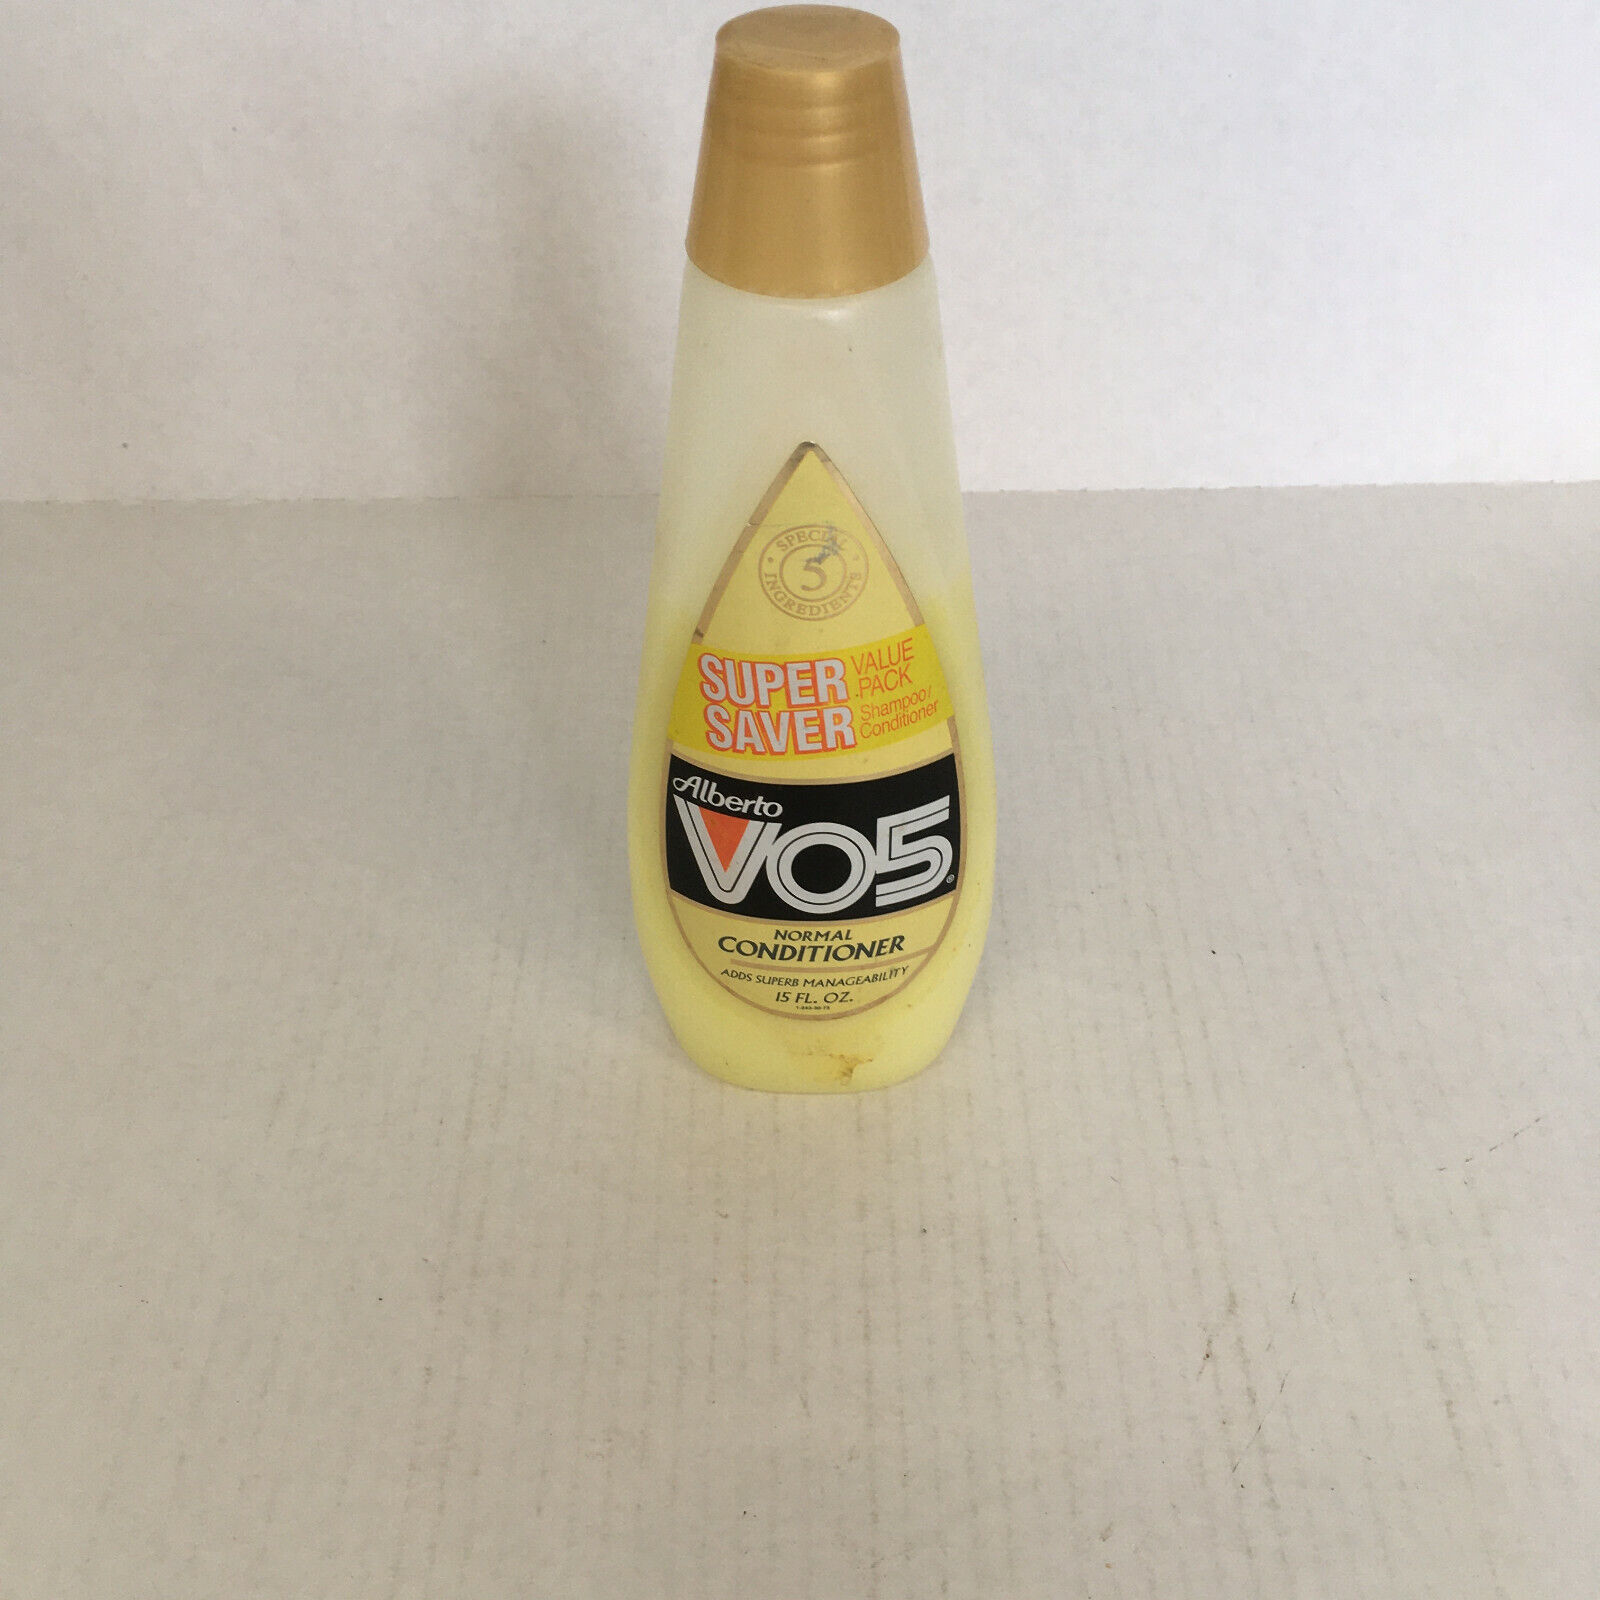 SPECIAL
5
INGREDIENTS
SUPER
SAVER
VALUE
PACK
Shampoo/
Conditioner
Alberto
VO5®
NORMAL
CONDITIONER
ADDS SUPERB MANAGEABILITY
15 FL. OZ.